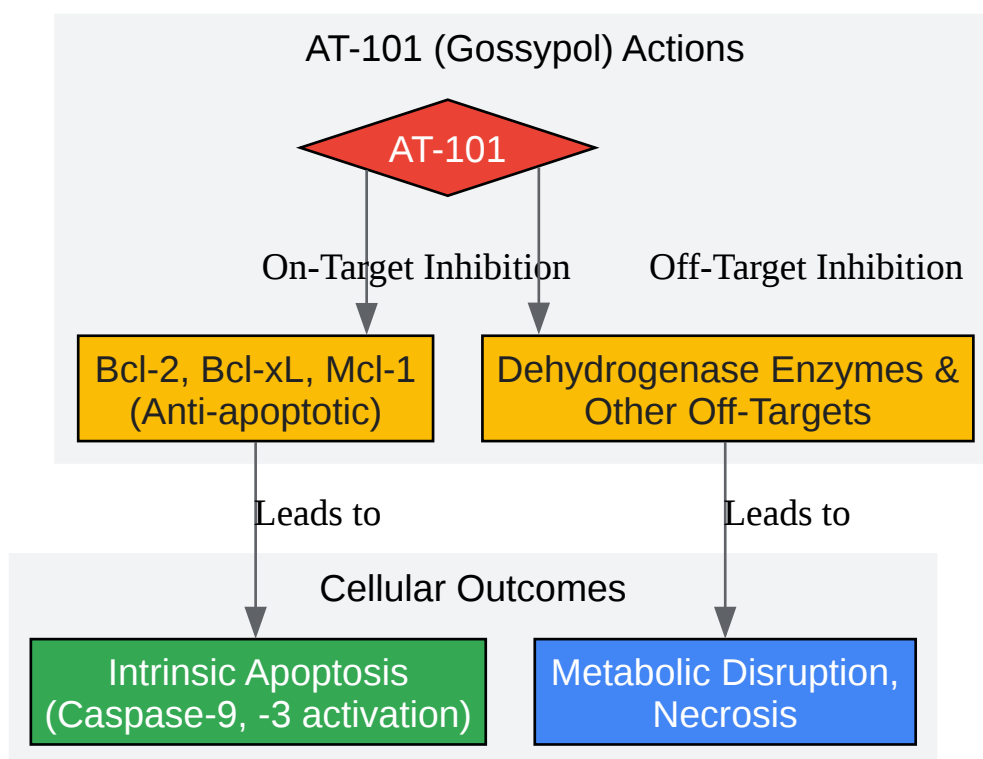 AT-101 (Gossypol) Actions
AT-101
On-Target Inhibition
Off-Target Inhibition
Bcl-2, Bcl-xL, Mcl-1
(Anti-apoptotic)
Dehydrogenase Enzymes &
Other Off-Targets
Leads to
Leads to
Cellular Outcomes
Intrinsic Apoptosis
(Caspase-9, -3 activation)
Metabolic Disruption,
Necrosis